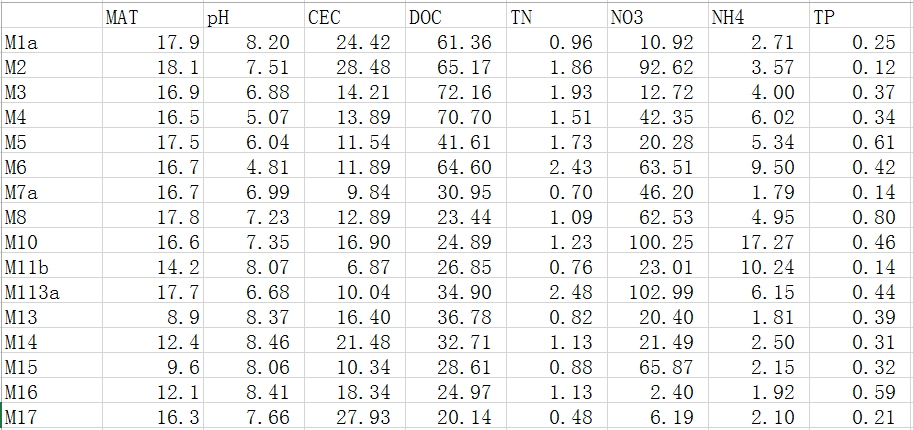 MAT pH CEC DOC TN NO3 NH4 TP
M1a 17.9 8.20 24.42 61.36 0.96 10.92 2.71 0.25
M2 18.1 7.51 28.48 65.17 1.86 92.62 3.57 0.12
M3 16.9 6.88 14.21 72.16 1.93 12.72 4.00 0.37
M4 16.5 5.07 13.89 70.70 1.51 42.35 6.02 0.34
M5 17.5 6.04 11.54 41.61 1.73 20.28 5.34 0.61
M6 16.7 4.81 11.89 64.60 2.43 63.51 9.50 0.42
M7a 16.7 6.99 9.84 30.95 0.70 46.20 1.79 0.14
M8 17.8 7.23 12.89 23.44 1.09 62.53 4.95 0.80
M10 16.6 7.35 16.90 24.89 1.23 100.25 17.27 0.46
M11b 14.2 8.07 6.87 26.85 0.76 23.01 10.24 0.14
M113a 17.7 6.68 10.04 34.90 2.48 102.99 6.15 0.44
M13 8.9 8.37 16.40 36.78 0.82 20.40 1.81 0.39
M14 12.4 8.46 21.48 32.71 1.13 21.49 2.50 0.31
M15 9.6 8.06 10.34 28.61 0.88 65.87 2.15 0.32
M16 12.1 8.41 18.34 24.97 1.13 2.40 1.92 0.59
M17 16.3 7.66 27.93 20.14 0.48 6.19 2.10 0.21